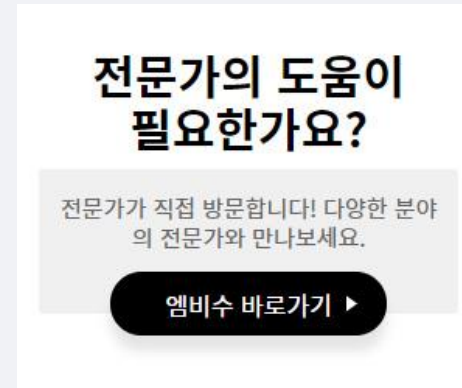 전문가의 도움이
필요한가요?
전문가가 직접 방문합니다! 다양한 분야
의 전문가와 만나보세요.
엠비수 바로가기 ▶